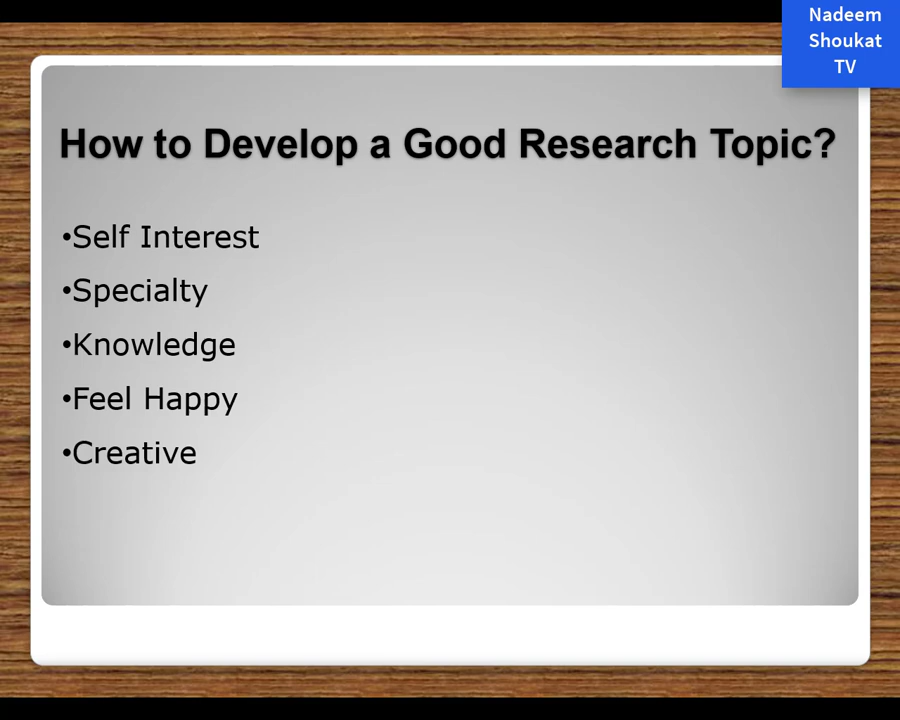 Nadeem
Shoukat
TV
How to Develop a Good Research Topic?
•Self Interest
•Specialty
•Knowledge
•Feel Happy
•Creative